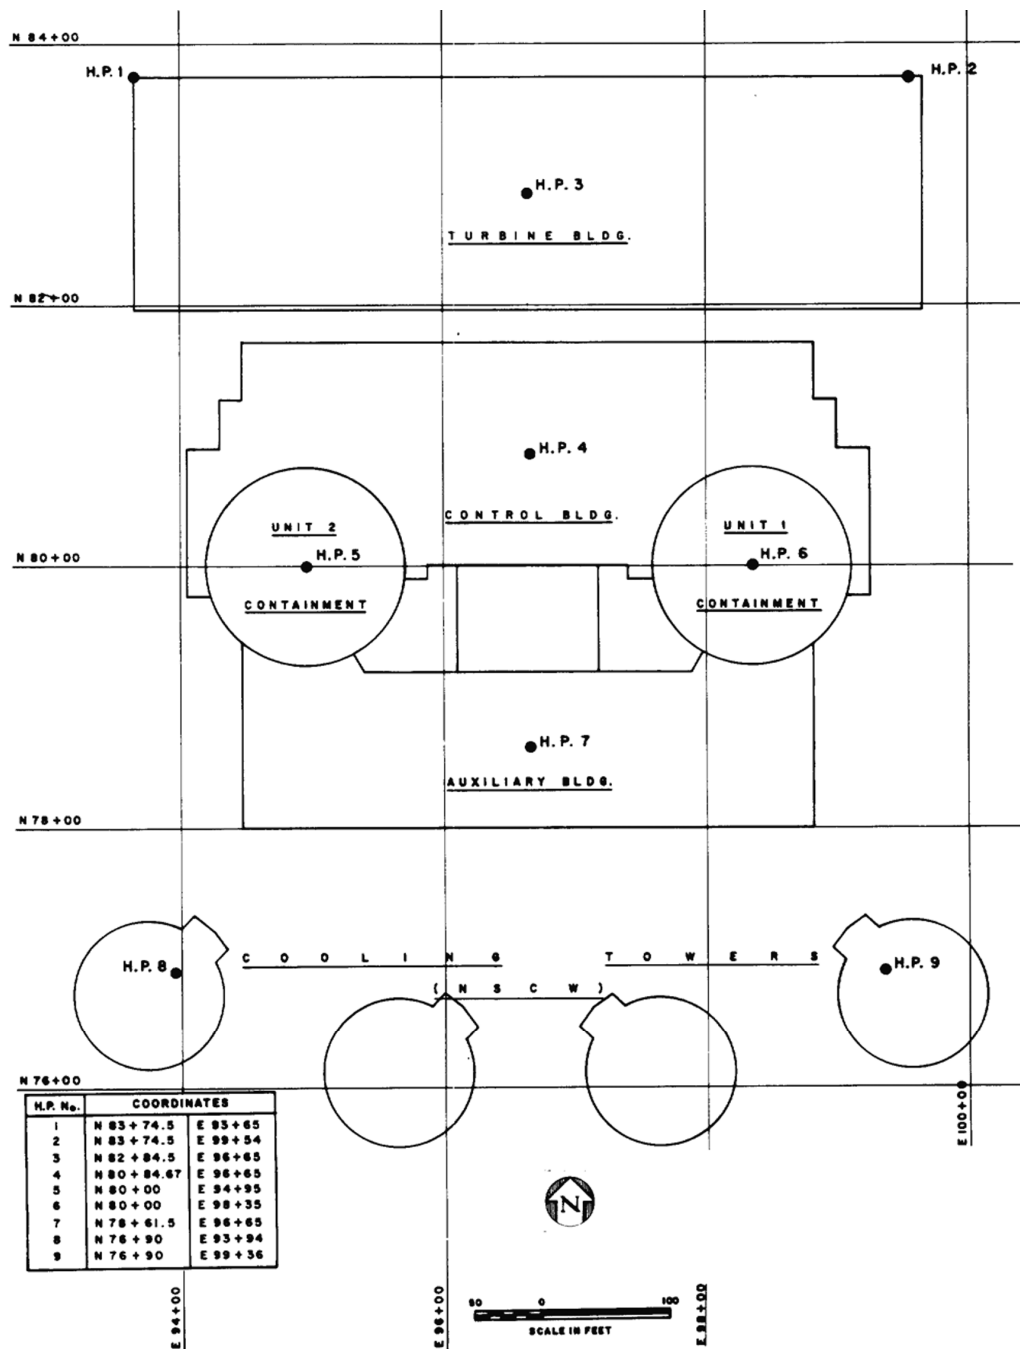 N 84+00
H.P. 1
H.P. 2
H.P. 3
TURBINE BLDG.
N 82+00
H.P. 4
CONTROL BLDG.
UNIT 2
UNIT 1
N 80+00
H.P. 5
H.P. 6
CONTAINMENT
CONTAINMENT
H.P. 7
AUXILIARY BLDG.
N 78+00
H.P. 8
COOLING TOWERS
H.P. 9
(NSCW)
N 76+00
H.P. No. COORDINATES
1 N 83+74.5 E 93+65
2 N 83+74.5 E 99+54
3 N 82+84.5 E 96+65
4 N 80+84.67 E 96+65
5 N 80+00 E 94+95
6 N 80+00 E 98+35
7 N 78+61.5 E 96+65
8 N 76+90 E 93+94
9 N 76+90 E 99+36
E 100+00
N
E 94+00
E 96+00
E 98+00
50 0 100
SCALE IN FEET